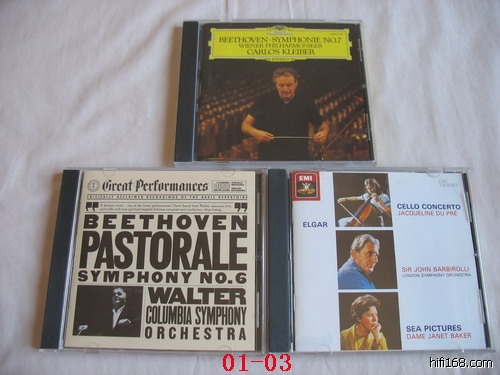 BEETHOVEN · SYMPHONIE NO.7
WIENER PHILHARMONIKER
CARLOS KLEIBER
STEREO
Great Performances
BEETHOVEN
PASTORALE
SYMPHONY NO.6
WALTER
COLUMBIA SYMPHONY
ORCHESTRA
EMI
CELLO CONCERTO
JACQUELINE DU PRÉ
ELGAR
SIR JOHN BARBIROLLI
LONDON SYMPHONY ORCHESTRA
SEA PICTURES
DAME JANET BAKER
01-03
hifi168.com